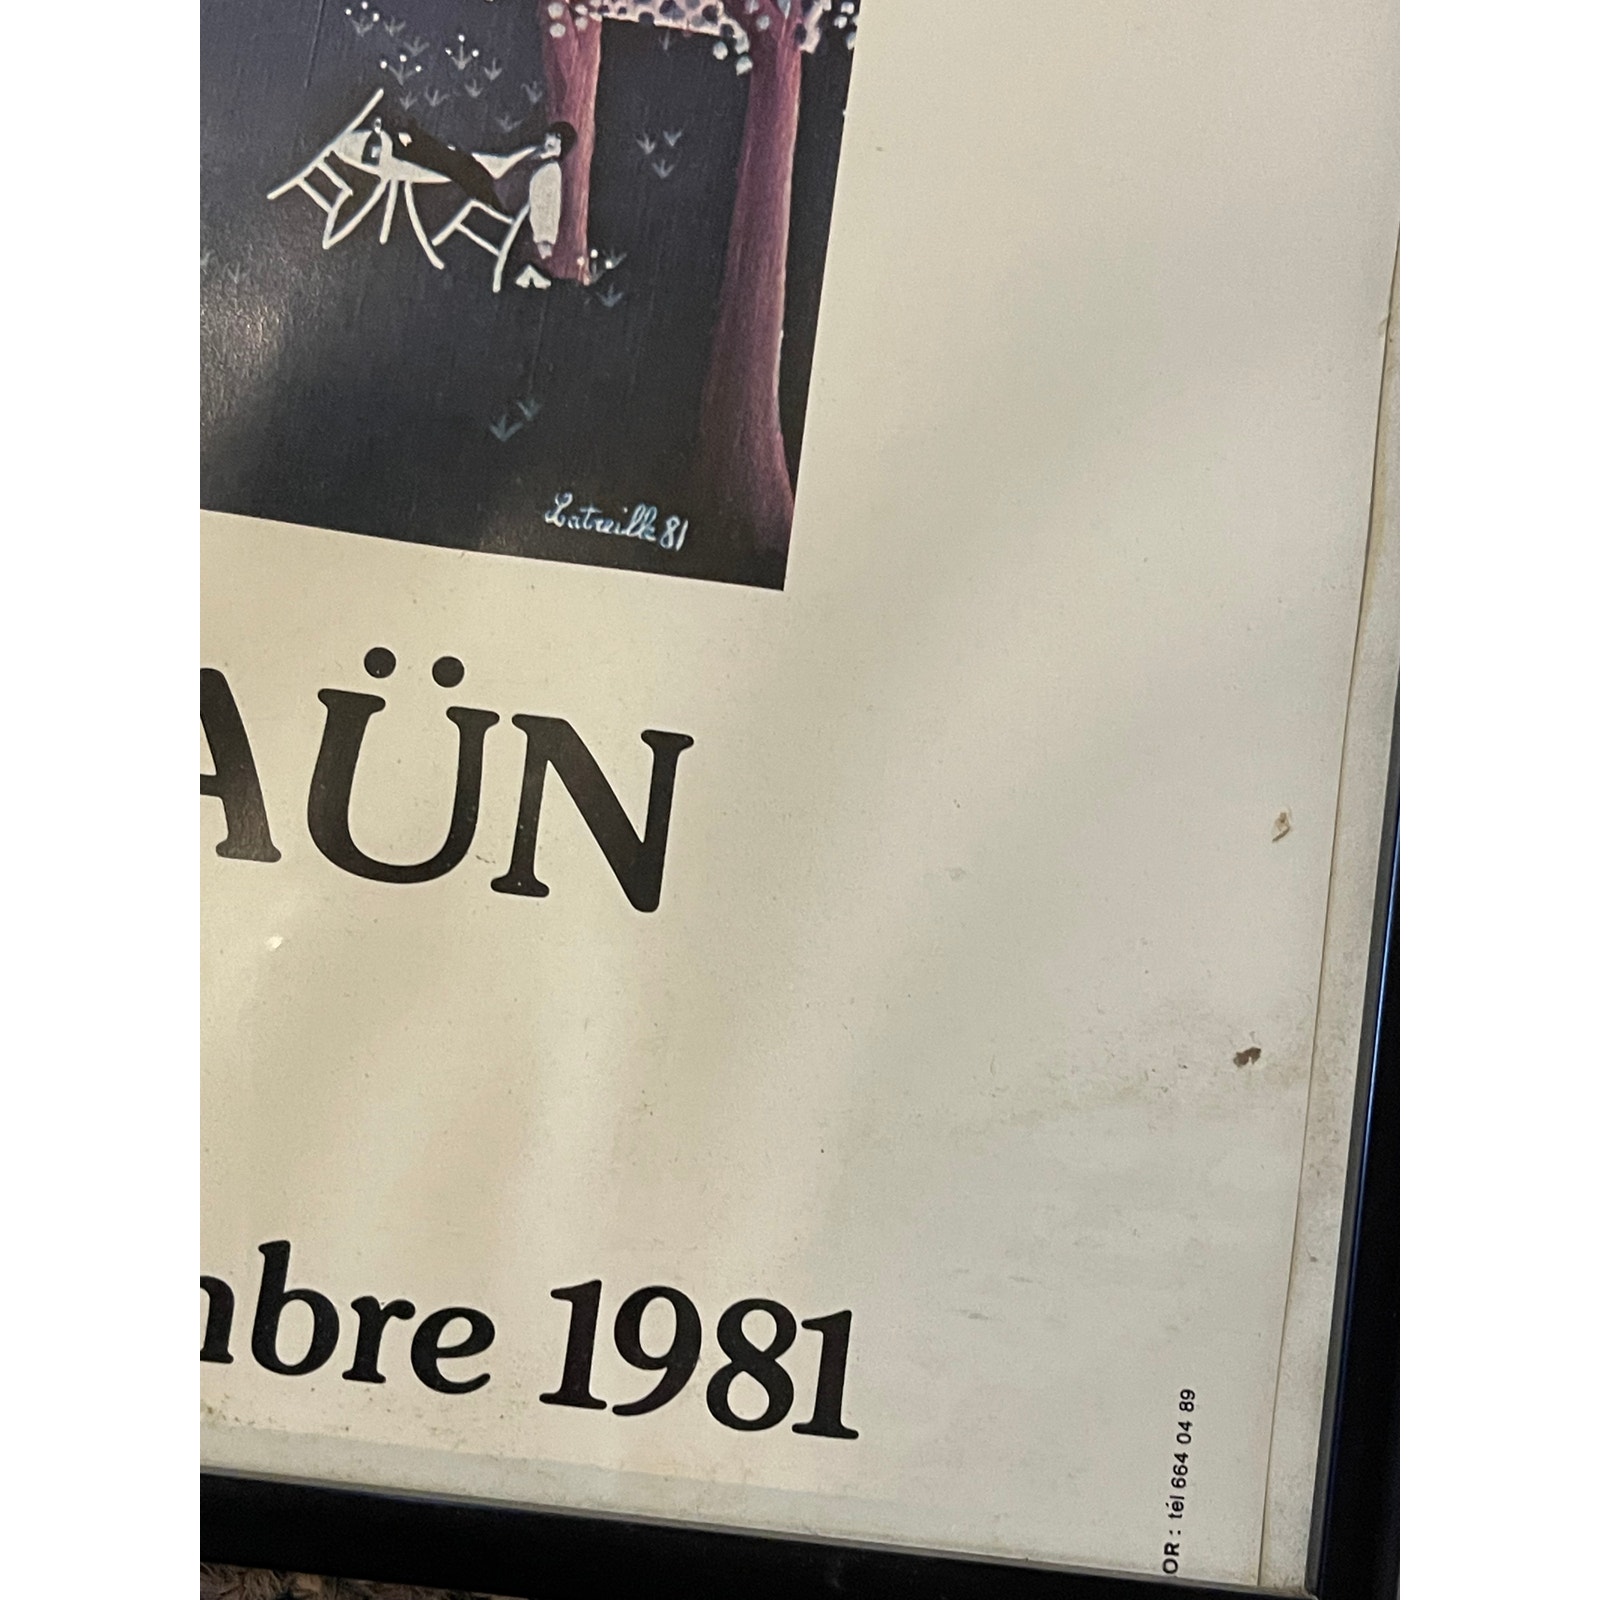 Latreille 81
AÜN
mbre 1981
OR : tél 664 04 89